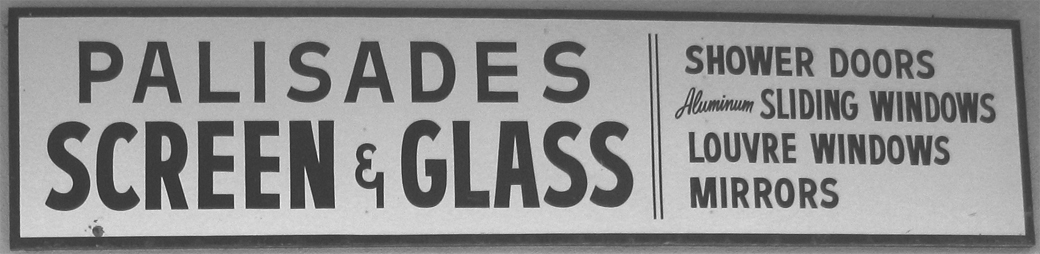 PALISADES
SCREEN & GLASS
SHOWER DOORS
Aluminum SLIDING WINDOWS
LOUVRE WINDOWS
MIRRORS